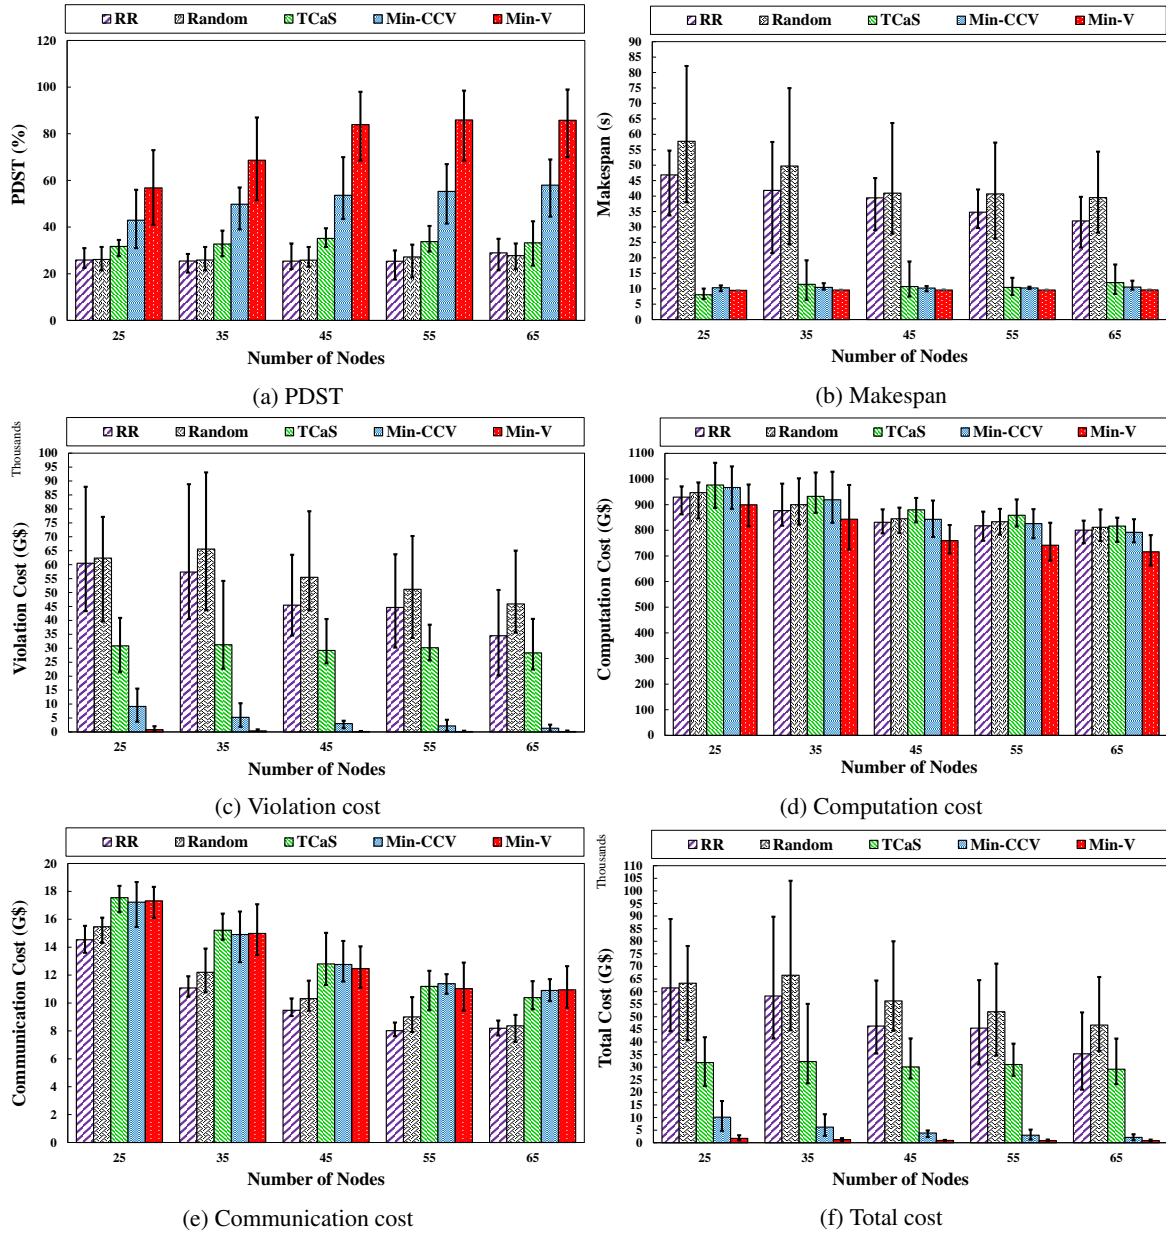 RR Random TCaS Min-CCV Min-V
120
100
80
60
40
20
0
PDST (%)
25 35 45 55 65
Number of Nodes
(a) PDST
RR Random TCaS Min-CCV Min-V
90
85
80
75
70
65
60
55
50
45
40
35
30
25
20
15
10
5
0
Makespan (s)
25 35 45 55 65
Number of Nodes
(b) Makespan
Thousands
RR Random TCaS Min-CCV Min-V
100
95
90
85
80
75
70
65
60
55
50
45
40
35
30
25
20
15
10
5
0
Violation Cost (G$)
25 35 45 55 65
Number of Nodes
(c) Violation cost
RR Random TCaS Min-CCV Min-V
1100
1000
900
800
700
600
500
400
300
200
100
0
Computation Cost (G$)
25 35 45 55 65
Number of Nodes
(d) Computation cost
RR Random TCaS Min-CCV Min-V
20
18
16
14
12
10
8
6
4
2
0
Communication Cost (G$)
25 35 45 55 65
Number of Nodes
(e) Communication cost
Thousands
RR Random TCaS Min-CCV Min-V
110
105
100
95
90
85
80
75
70
65
60
55
50
45
40
35
30
25
20
15
10
5
0
Total Cost (G$)
25 35 45 55 65
Number of Nodes
(f) Total cost